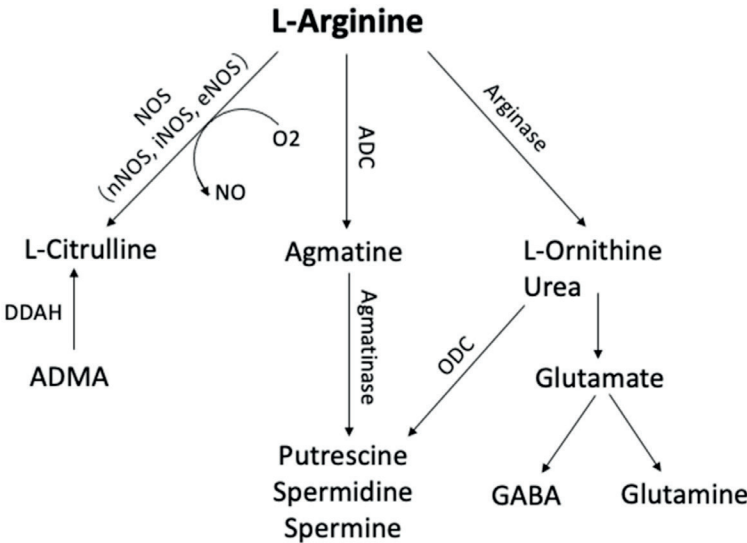 L-Arginine
NOS
(nNOS, iNOS, eNOS)
O2
NO
ADC
Arginase
L-Citrulline
Agmatine
L-Ornithine
Urea
DDAH
Agmatinase
ODC
ADMA
Glutamate
Putrescine
Spermidine
Spermine
GABA
Glutamine